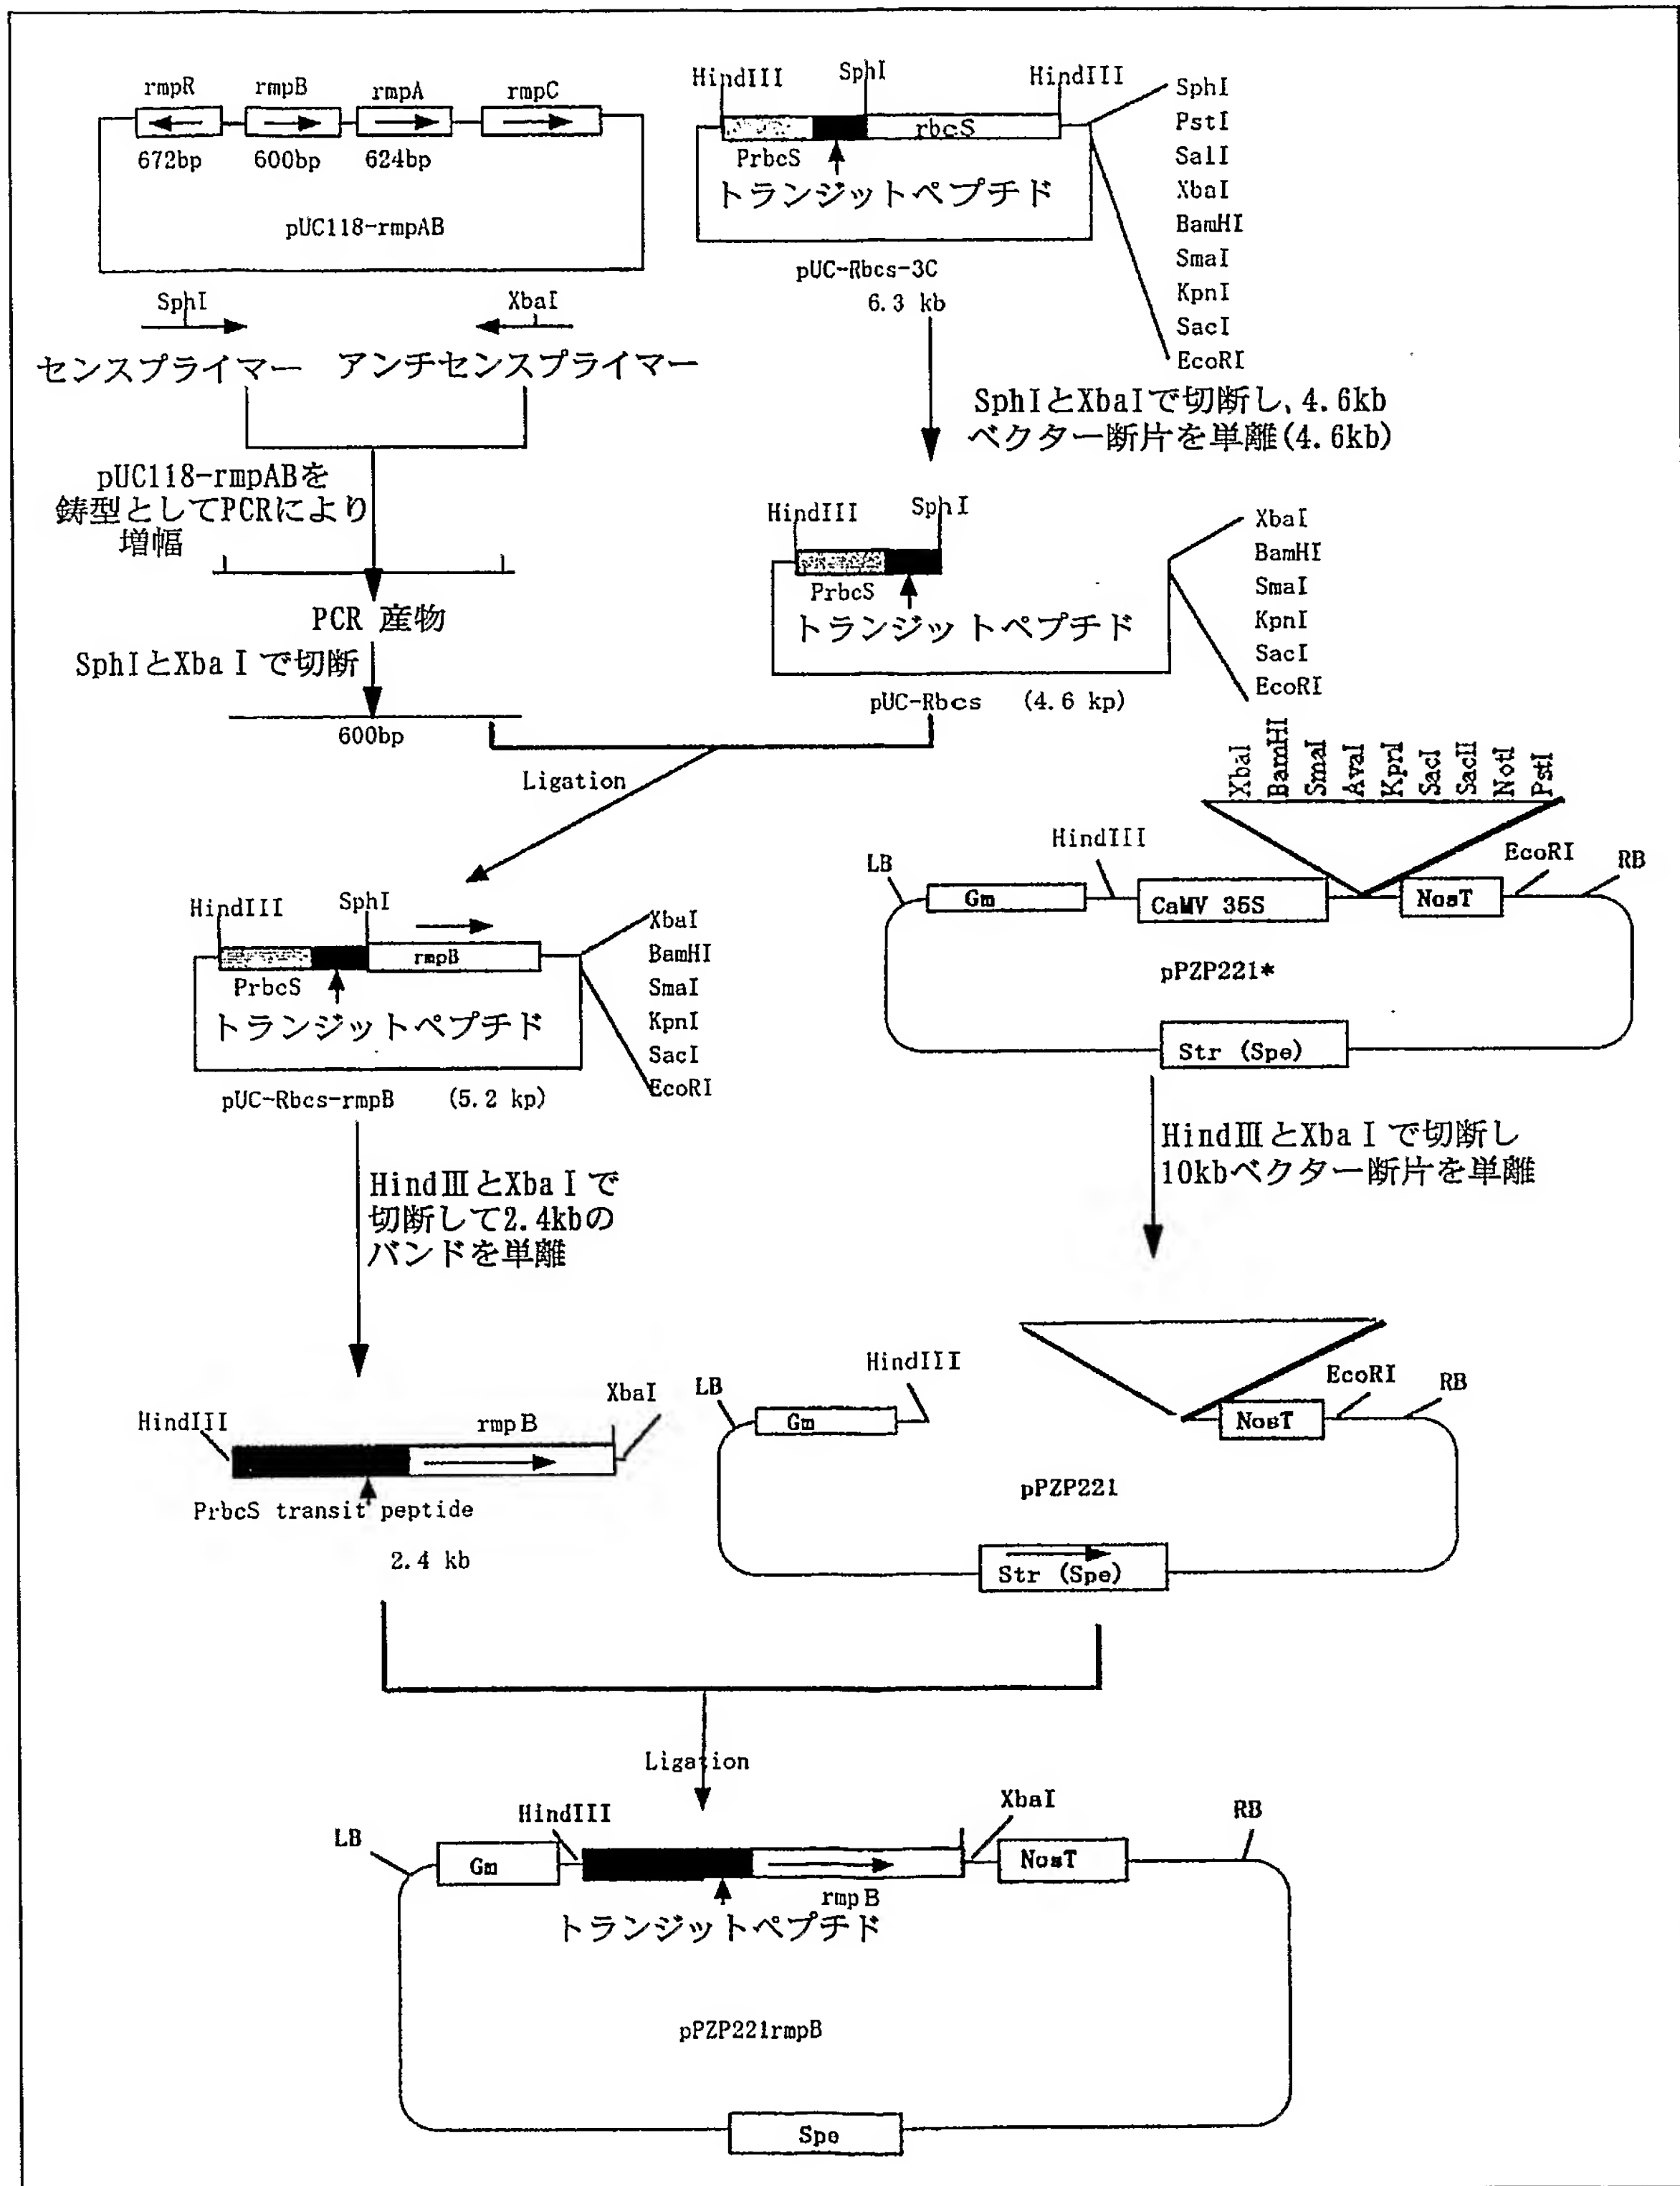 rmpR
rmpB
rmpA
rmpC
672bp
600bp
624bp
pUC118-rmpAB
SphI
XbaI
センスプライマー
アンチセンスプライマー
pUC118-rmpABを
鋳型としてPCRにより
増幅
PCR 産物
SphIとXba I で切断
600bp
HindIII
SphI
HindIII
rbcS
PrbcS
トランジットペプチド
pUC-Rbcs-3C
6.3 kb
SphI
PstI
SalI
XbaI
BamHI
SmaI
KpnI
SacI
EcoRI
SphIとXbaIで切断し、4.6kb
ベクター断片を単離(4.6kb)
HindIII
SphI
PrbcS
トランジットペプチド
pUC-Rbcs (4.6 kp)
XbaI
BamHI
SmaI
KpnI
SacI
EcoRI
Ligation
HindIII
SphI
rmpB
PrbcS
トランジットペプチド
pUC-Rbcs-rmpB (5.2 kp)
XbaI
BamHI
SmaI
KpnI
SacI
EcoRI
XbaI
BamHI
SmaI
AvaI
KpnI
SacI
SacII
NotI
PstI
LB
HindIII
EcoRI
RB
Gm
CaMV 35S
NosT
pPZP221*
Str (Spe)
HindⅢとXba I で
切断して2.4kbの
バンドを単離
HindⅢとXba I で切断し
10kbベクター断片を単離
HindIII
rmp B
XbaI
PrbcS transit peptide
2.4 kb
LB
HindIII
EcoRI
RB
Gm
NosT
pPZP221
Str (Spe)
Ligation
LB
HindIII
XbaI
RB
Gm
NosT
rmp B
トランジットペプチド
pPZP221rmpB
Spe